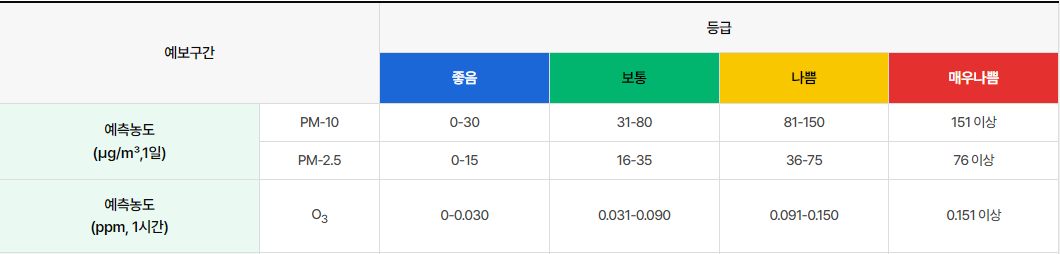 예보구간
등급
좋음
보통
나쁨
매우나쁨
예측농도
(μg/m³,1일)
PM-10
0-30
31-80
81-150
151 이상
PM-2.5
0-15
16-35
36-75
76 이상
예측농도
(ppm, 1시간)
O₃
0-0.030
0.031-0.090
0.091-0.150
0.151 이상